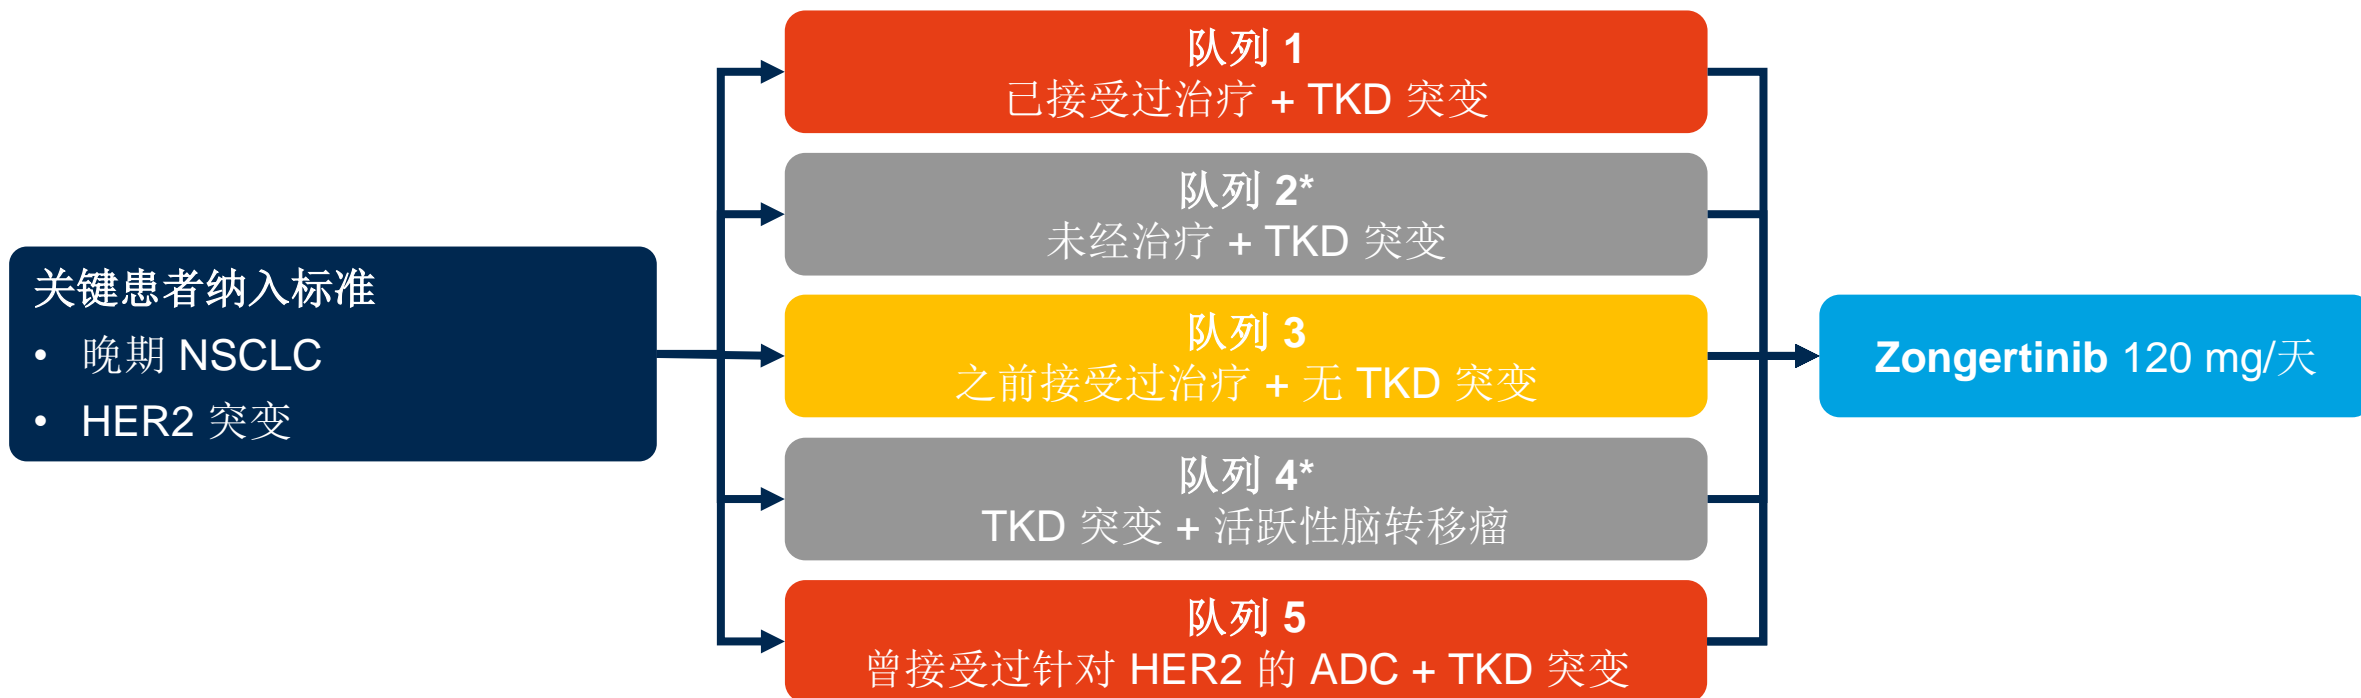 关键患者纳入标准
• 晚期 NSCLC
• HER2 突变
队列 1
已接受过治疗 + TKD 突变
队列 2*
未经治疗 + TKD 突变
队列 3
之前接受过治疗 + 无 TKD 突变
队列 4*
TKD 突变 + 活跃性脑转移瘤
队列 5
曾接受过针对 HER2 的 ADC + TKD 突变
Zongertinib 120 mg/天